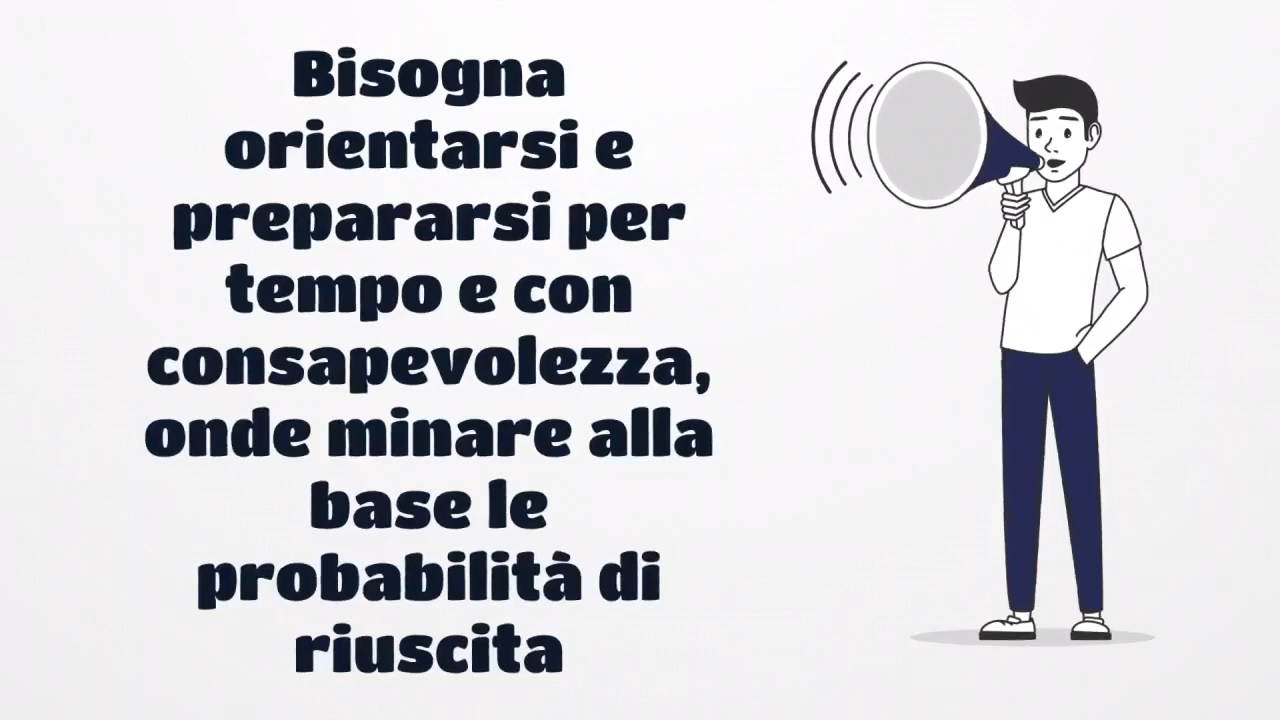 Bisogna
orientarsi e
prepararsi per
tempo e con
consapevolezza,
onde minare alla
base le
probabilità di
riuscita